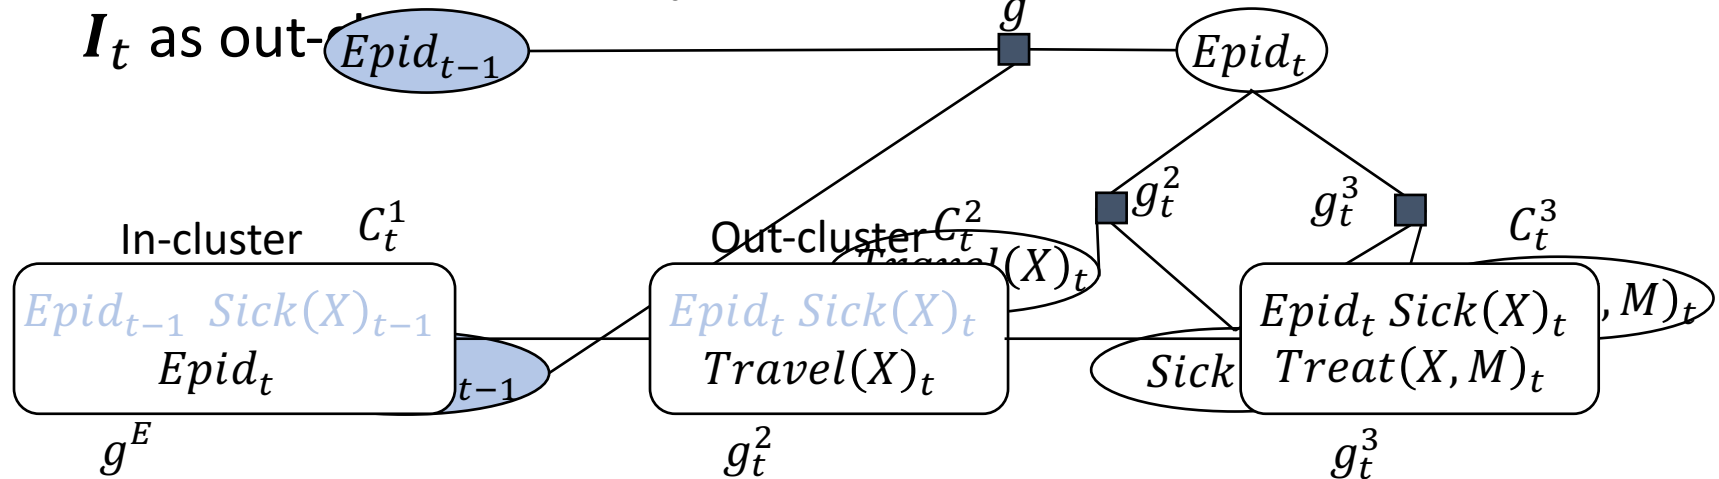 g
I_t as out-
Epid_{t-1}
Epid_t
g_t^2
g_t^3
In-cluster
C_t^1
Out-cluster
C_t^2
C_t^3
(X)_t
Epid_{t-1} Sick(X)_{t-1}
Epid_t
t-1
g^E
Epid_t Sick(X)_t
Travel(X)_t
g_t^2
Sick
Epid_t Sick(X)_t
Treat(X, M)_t
, M)_t
g_t^3